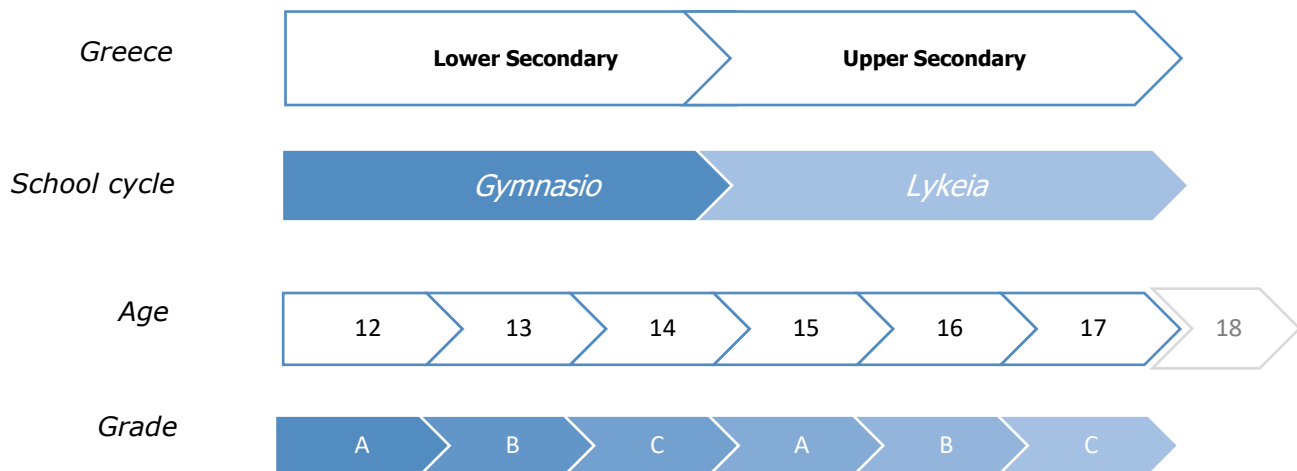 Greece
Lower Secondary Upper Secondary
School cycle
Gymnasio Lykeia
Age
12 13 14 15 16 17 18
Grade
A B C A B C